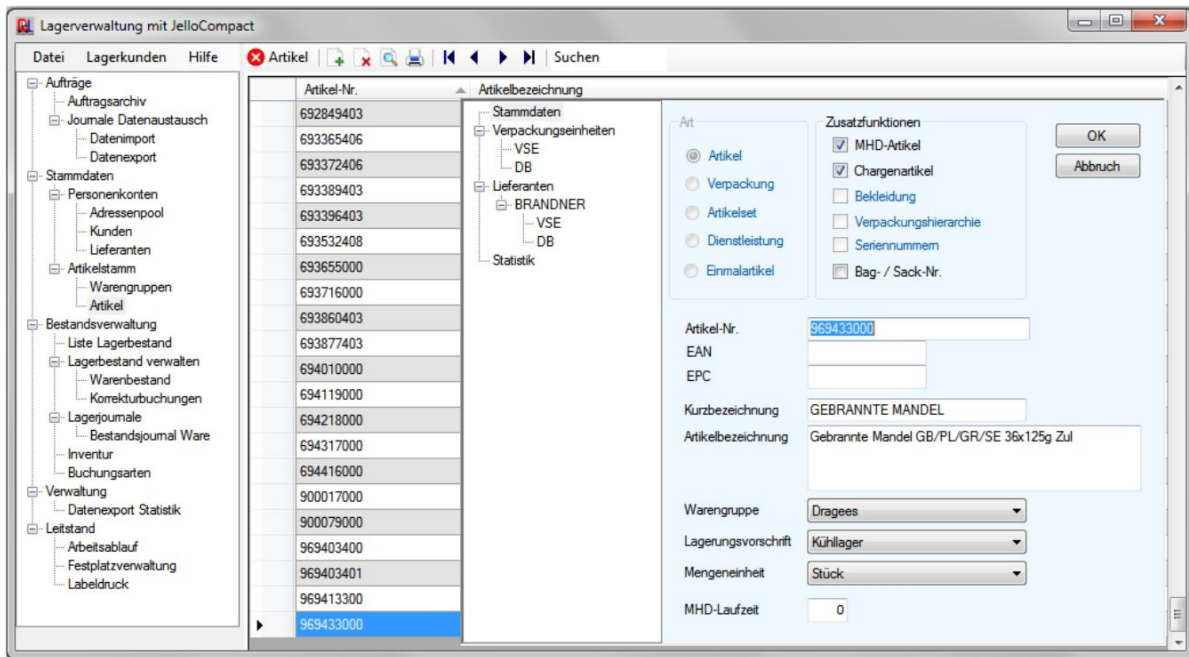 Lagerverwaltung mit JelloCompact
Datei Lagerkunden Hilfe Artikel Suchen
Aufträge
Auftragsarchiv
Journale Datenaustausch
Datenimport
Datenexport
Stammdaten
Personenkonten
Adressenpool
Kunden
Lieferanten
Artikelstamm
Warengruppen
Artikel
Bestandsverwaltung
Liste Lagerbestand
Lagerbestand verwalten
Warenbestand
Korrekturbuchungen
Lagerjournale
Bestandsjournal Ware
Inventur
Buchungsarten
Verwaltung
Datenexport Statistik
Leitstand
Arbeitsablauf
Festplatzverwaltung
Labeldruck
Artikel-Nr. Artikelbezeichnung
692849403
693365406
693372406
693389403
693396403
693532408
693655000
693716000
693860403
693877403
694010000
694119000
694218000
694317000
694416000
900017000
900079000
969403400
969403401
969413300
969433000
Stammdaten
Verpackungseinheiten
VSE
DB
Lieferanten
BRANDNER
VSE
DB
Statistik
Art
Artikel
Verpackung
Artikelset
Dienstleistung
Einmalartikel
Zusatzfunktionen
MHD-Artikel
Chargenartikel
Bekleidung
Verpackungshierarchie
Seriennummern
Bag- / Sack-Nr.
OK
Abbruch
Artikel-Nr. 969433000
EAN
EPC
Kurzbezeichnung GEBRANNTE MANDEL
Artikelbezeichnung Gebrannte Mandel GB/PL/GR/SE 36x125g Zul
Warengruppe Dragees
Lagerungsvorschrift Kühllager
Mengeneinheit Stück
MHD-Laufzeit 0